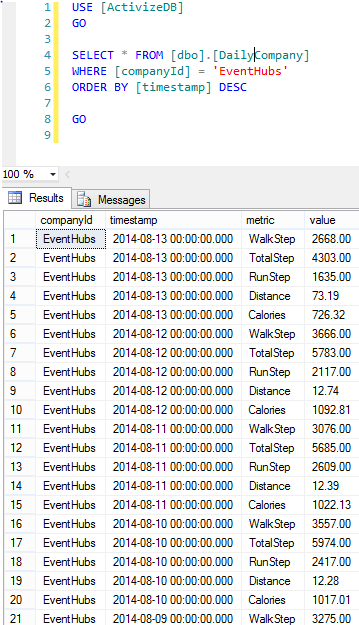 1 USE [ActivizeDB]
2 GO
3
4 SELECT * FROM [dbo].[DailyCompany]
5 WHERE [companyId] = 'EventHubs'
6 ORDER BY [timestamp] DESC
7
8 GO
9
100 %
Results Messages
companyId timestamp metric value
1 EventHubs 2014-08-13 00:00:00.000 WalkStep 2668.00
2 EventHubs 2014-08-13 00:00:00.000 TotalStep 4303.00
3 EventHubs 2014-08-13 00:00:00.000 RunStep 1635.00
4 EventHubs 2014-08-13 00:00:00.000 Distance 73.19
5 EventHubs 2014-08-13 00:00:00.000 Calories 726.32
6 EventHubs 2014-08-12 00:00:00.000 WalkStep 3666.00
7 EventHubs 2014-08-12 00:00:00.000 TotalStep 5783.00
8 EventHubs 2014-08-12 00:00:00.000 RunStep 2117.00
9 EventHubs 2014-08-12 00:00:00.000 Distance 12.74
10 EventHubs 2014-08-12 00:00:00.000 Calories 1092.81
11 EventHubs 2014-08-11 00:00:00.000 WalkStep 3076.00
12 EventHubs 2014-08-11 00:00:00.000 TotalStep 5685.00
13 EventHubs 2014-08-11 00:00:00.000 RunStep 2609.00
14 EventHubs 2014-08-11 00:00:00.000 Distance 12.39
15 EventHubs 2014-08-11 00:00:00.000 Calories 1022.13
16 EventHubs 2014-08-10 00:00:00.000 WalkStep 3557.00
17 EventHubs 2014-08-10 00:00:00.000 TotalStep 5974.00
18 EventHubs 2014-08-10 00:00:00.000 RunStep 2417.00
19 EventHubs 2014-08-10 00:00:00.000 Distance 12.28
20 EventHubs 2014-08-10 00:00:00.000 Calories 1017.01
21 EventHubs 2014-08-09 00:00:00.000 WalkStep 3275.00